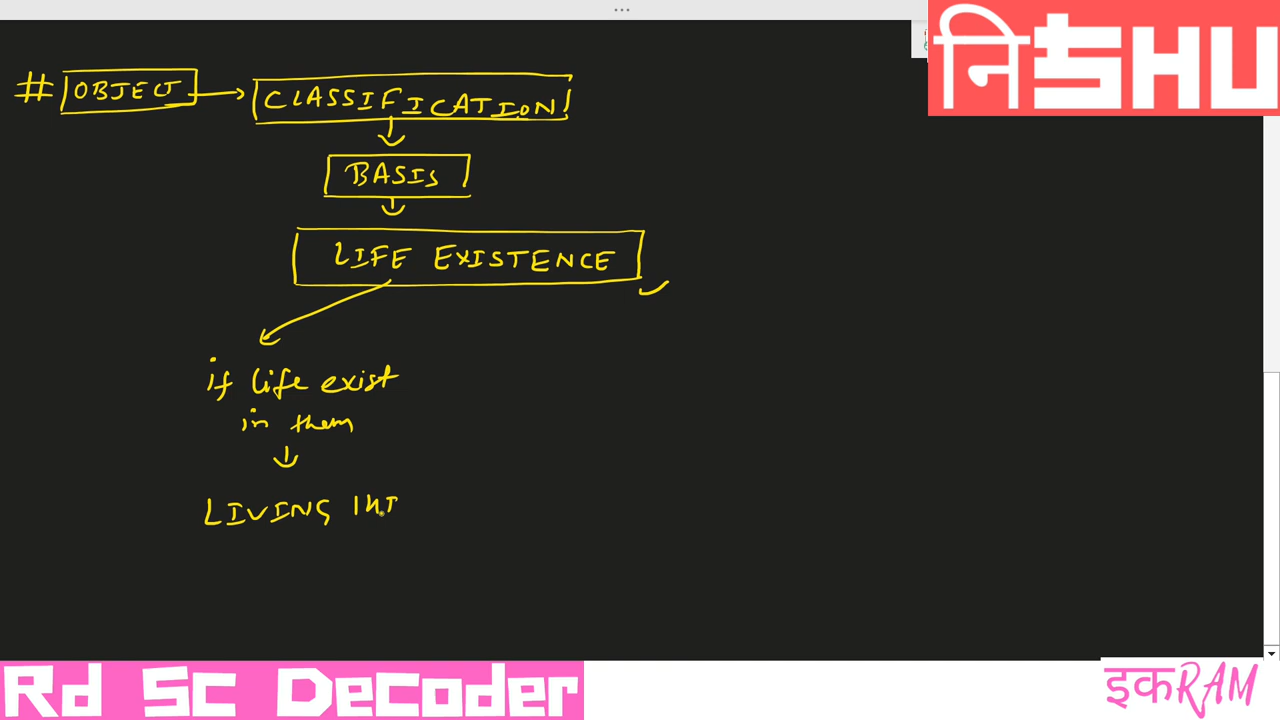 ...
निSHU
# OBJECT → CLASSIFICATION
BASIS
LIFE EXISTENCE
if life exist
in them
LIVING
Rd Sc Decoder
इकRAM